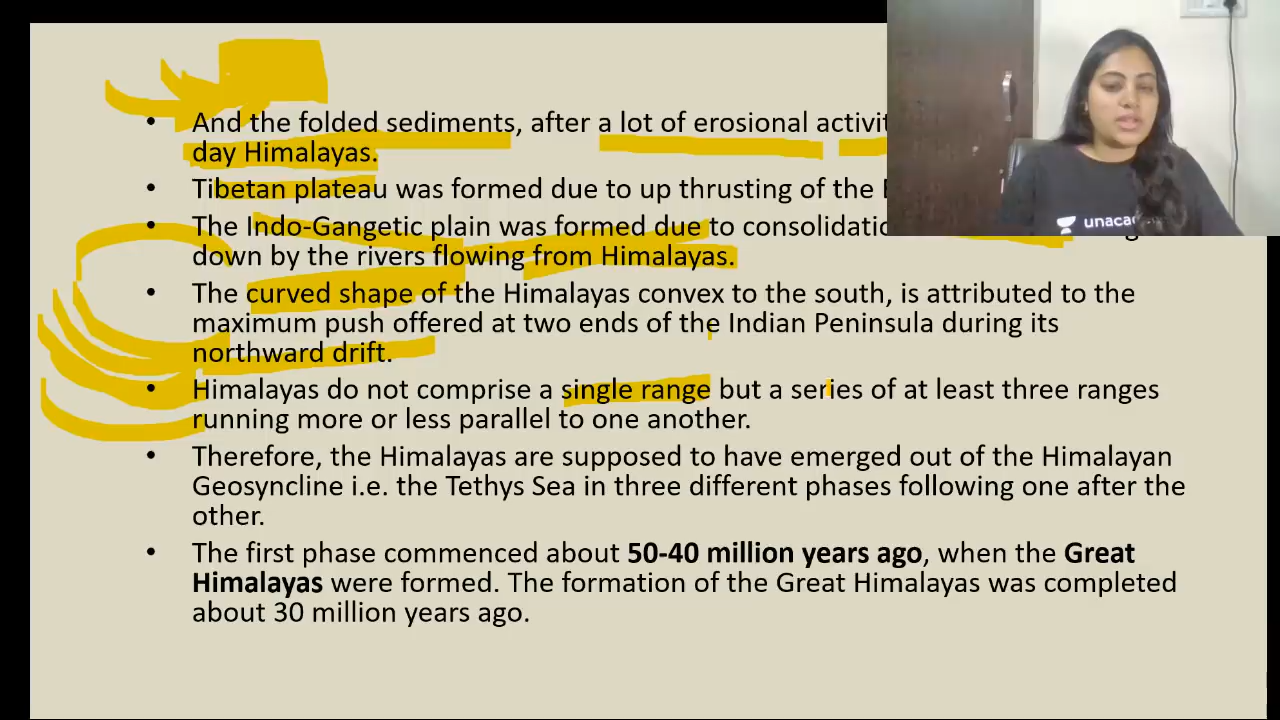 And the folded sediments, after a lot of erosional
day Himalayas.
Tibetan plateau was formed due to up thrusting of the
The Indo-Gangetic plain was formed due to
down by the rivers flowing from Himalayas.
The curved shape of the Himalayas convex to the south, is attributed to the
maximum push offered at two ends of the Indian Peninsula during its
northward drift.
Himalayas do not comprise a single range but a series of at least three ranges
running more or less parallel to one another.
Therefore, the Himalayas are supposed to have emerged out of the Himalayan
Geosyncline i.e. the Tethys Sea in three different phases following one after the
other.
The first phase commenced about 50-40 million years ago, when the Great
Himalayas were formed. The formation of the Great Himalayas was completed
about 30 million years ago.